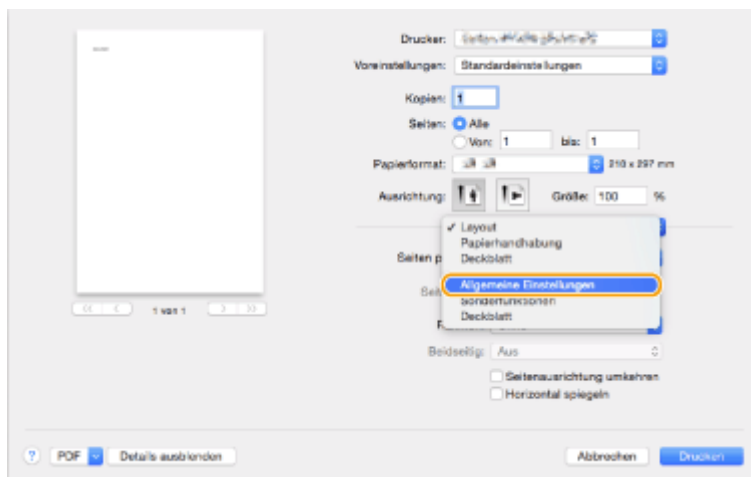 Drucker:
Voreinstellungen: Standardeinstellungen
Kopien: 1
Seiten: Alle
Von: 1 bis: 1
Papierformat: 210 x 297 mm
Ausrichtung: Größe: 100 %
✓ Layout
Papierhandhabung
Deckblatt
Seiten p
Allgemeine Einstellungen
Sonderfunktionen
Deckblatt
Beidseitig: Aus
Seitenausrichtung umkehren
Horizontal spiegeln
1 von 1
? PDF Details ausblenden Abbrechen Drucken